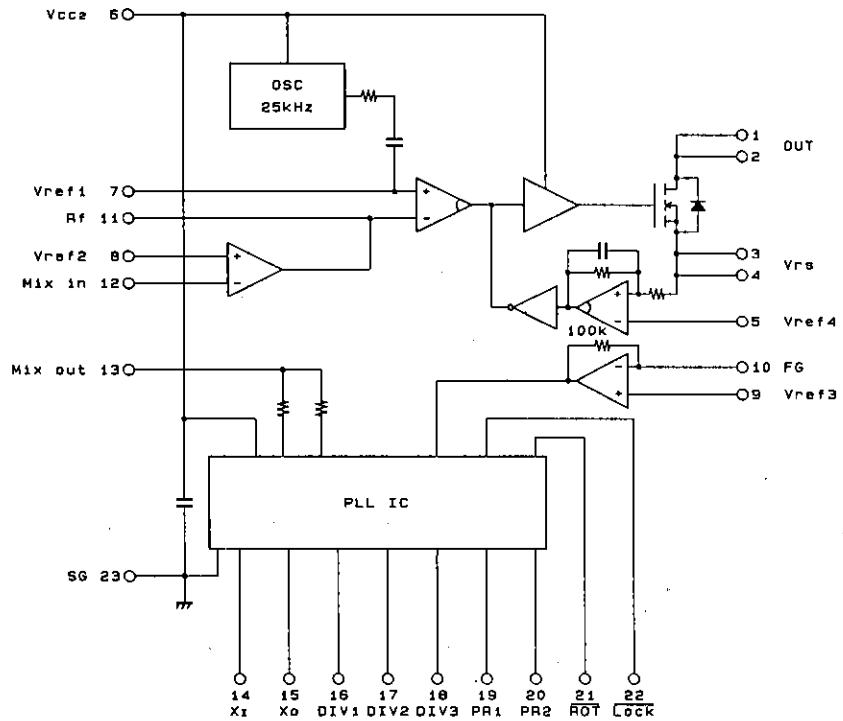 Vcc2 6
OSC
25kHz
1
OUT
2
Vref1 7
Rf 11
Vref2 8
Mix in 12
3
Vrs
4
5 Vref4
100k
Mix out 13
10 FG
9 Vref3
PLL IC
SG 23
14 15 16 17 18 19 20 21 22
XI XO DIV1 DIV2 DIV3 PR1 PR2 ROT Lock